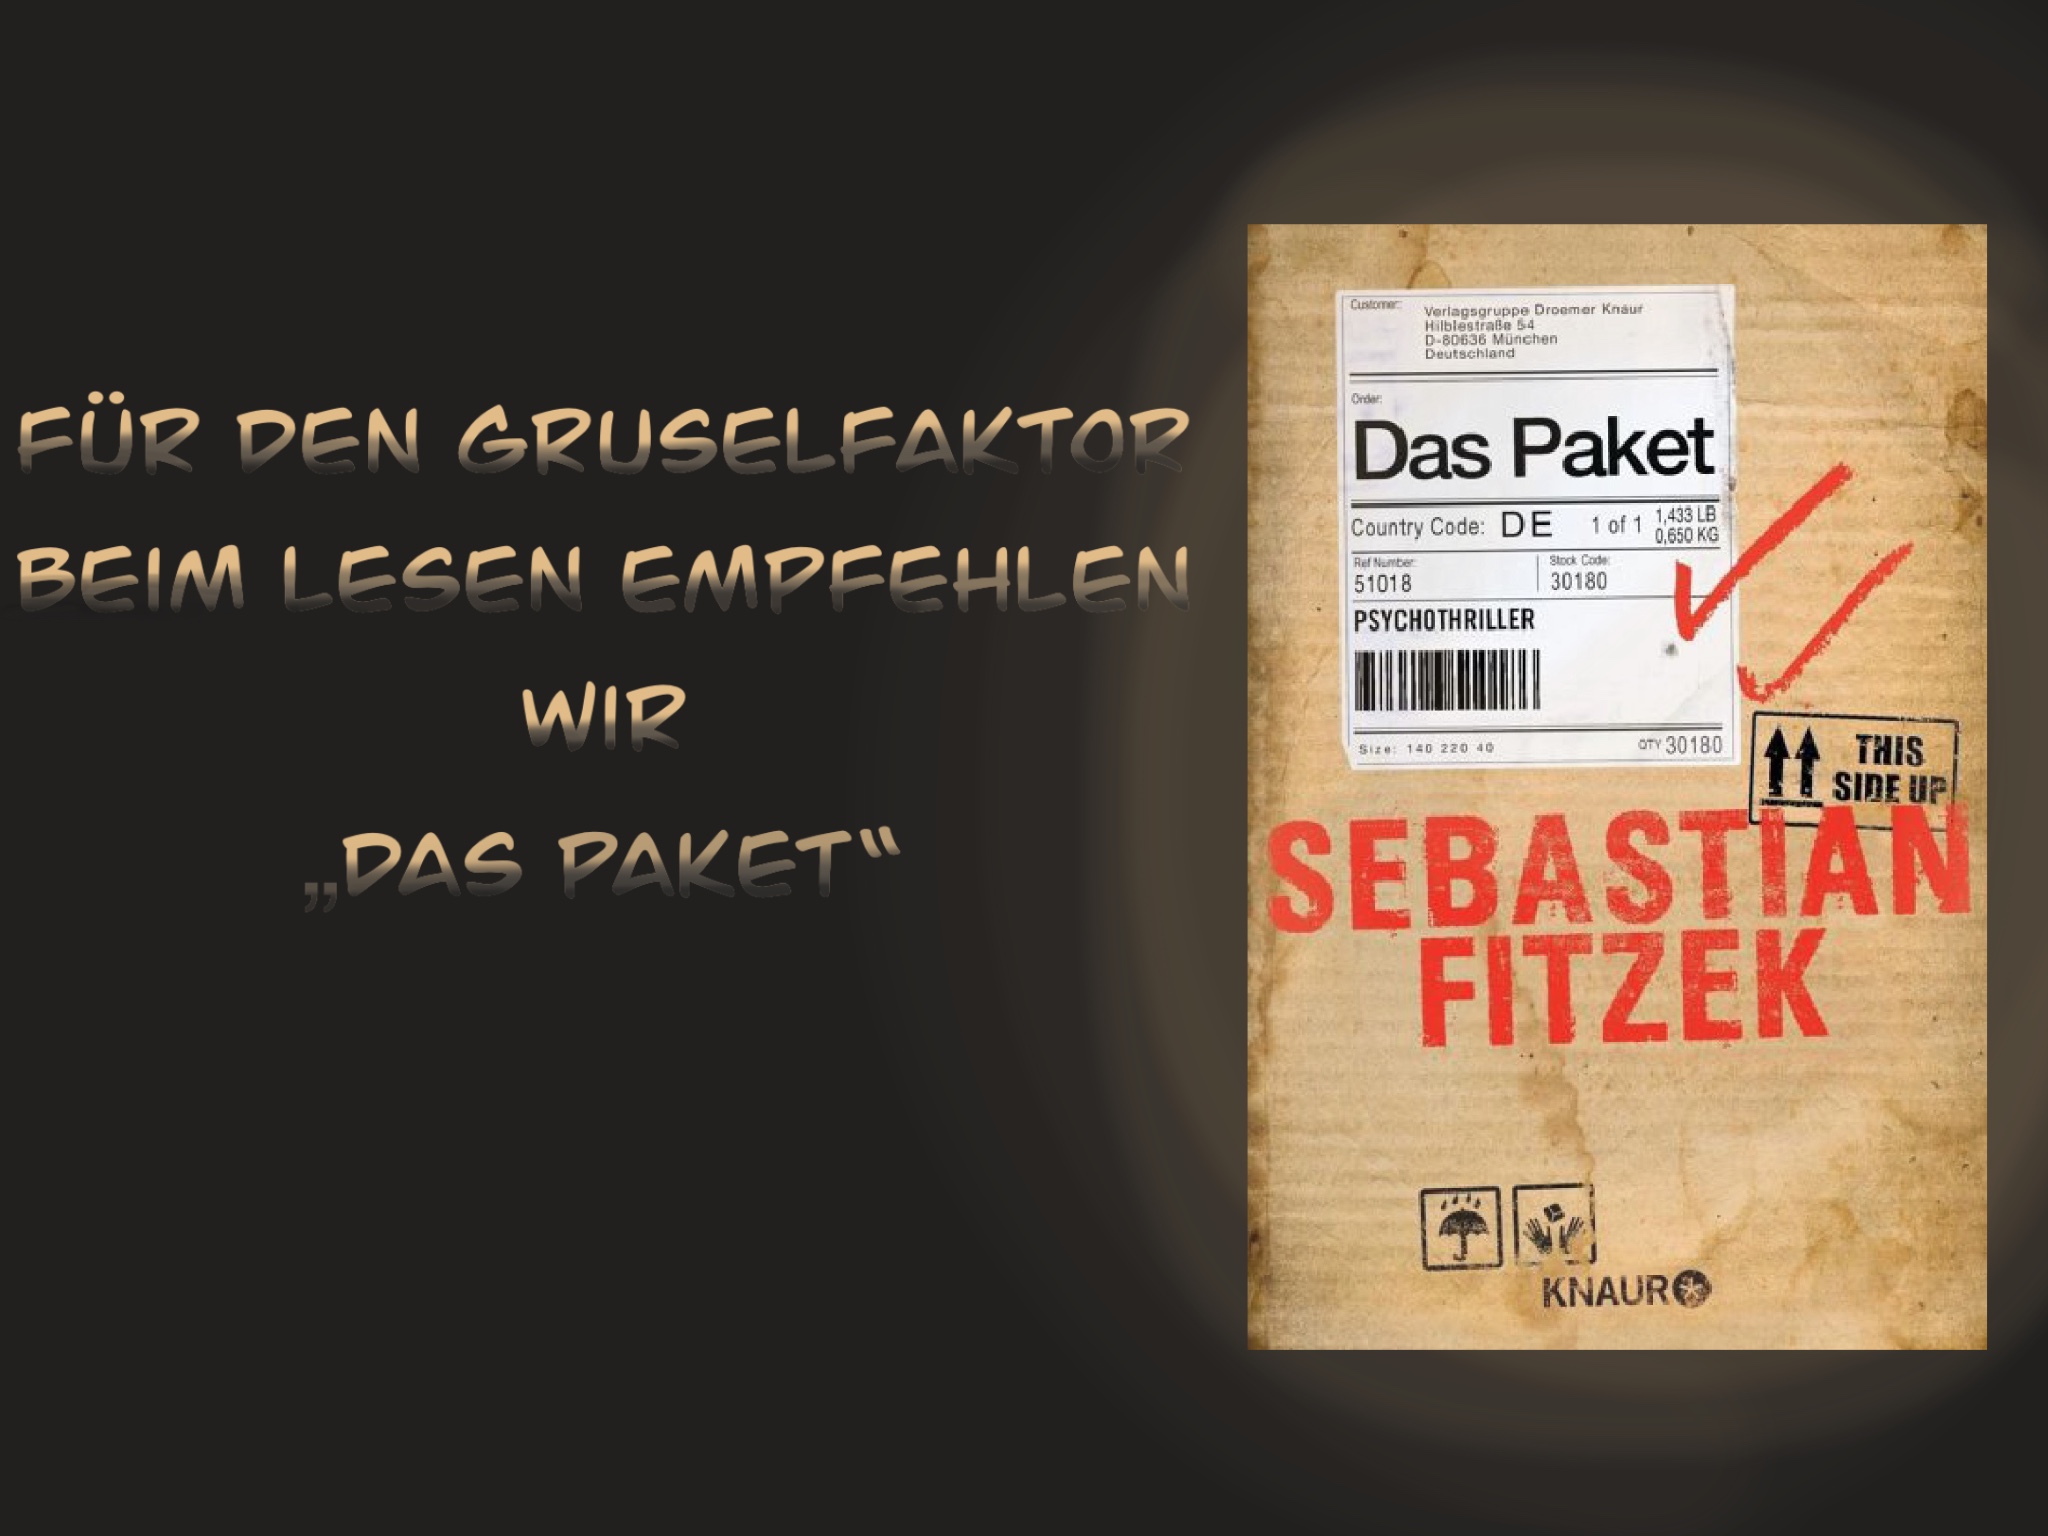 FÜR DEN GRUSELFAKTOR
BEIM LESEN EMPFEHLEN
WIR
„DAS PAKET“
Customer:
Verlagsgruppe Droemer Knaur
Hilblestraße 54
D-80636 München
Deutschland
Order:
Das Paket
Country Code: DE 1 of 1 1,433 LB
0,650 KG
Ref Number: Stock Code:
51018 30180
PSYCHOTHRILLER
Size: 140 220 40 QTY 30180
THIS
SIDE UP
SEBASTIAN
FITZEK
KNAUR